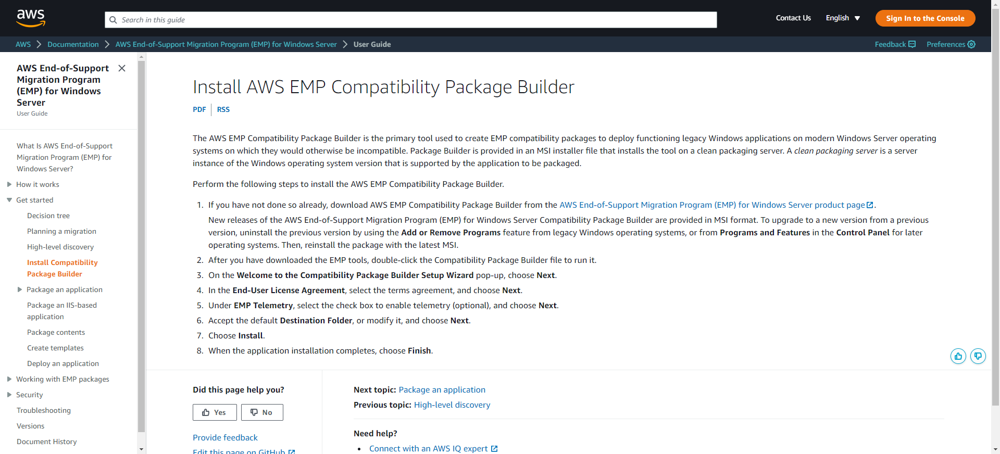 aws
Search in this guide
Contact Us
English
Sign In to the Console
AWS
Documentation
AWS End-of-Support Migration Program (EMP) for Windows Server
User Guide
Feedback
Preferences
AWS End-of-Support
Migration Program
(EMP) for Windows
Server
User Guide
What Is AWS End-of-Support
Migration Program (EMP) for
Windows Server?
How it works
Get started
Decision tree
Planning a migration
High-level discovery
Install Compatibility
Package Builder
Package an application
Package an IIS-based
application
Package contents
Create templates
Deploy an application
Working with EMP packages
Security
Troubleshooting
Versions
Document History
Install AWS EMP Compatibility Package Builder
PDF
RSS
The AWS EMP Compatibility Package Builder is the primary tool used to create EMP compatibility packages to deploy functioning legacy Windows applications on modern Windows Server operating
systems on which they would otherwise be incompatible. Package Builder is provided in an MSI installer file that installs the tool on a clean packaging server. A clean packaging server is a server
instance of the Windows operating system version that is supported by the application to be packaged.
Perform the following steps to install the AWS EMP Compatibility Package Builder.
1. If you have not done so already, download AWS EMP Compatibility Package Builder from the AWS End-of-Support Migration Program (EMP) for Windows Server product page.
New releases of the AWS End-of-Support Migration Program (EMP) for Windows Server Compatibility Package Builder are provided in MSI format. To upgrade to a new version from a previous
version, uninstall the previous version by using the Add or Remove Programs feature from legacy Windows operating systems, or from Programs and Features in the Control Panel for later
operating systems. Then, reinstall the package with the latest MSI.
2. After you have downloaded the EMP tools, double-click the Compatibility Package Builder file to run it.
3. On the Welcome to the Compatibility Package Builder Setup Wizard pop-up, choose Next.
4. In the End-User License Agreement, select the terms agreement, and choose Next.
5. Under EMP Telemetry, select the check box to enable telemetry (optional), and choose Next.
6. Accept the default Destination Folder, or modify it, and choose Next.
7. Choose Install.
8. When the application installation completes, choose Finish.
Did this page help you?
Yes
No
Provide feedback
Edit this page on GitHub
Next topic: Package an application
Previous topic: High-level discovery
Need help?
• Connect with an AWS IQ expert